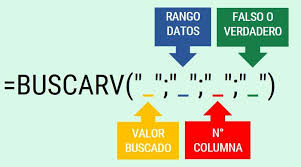 RANGO
DATOS
FALSO O
VERDADERO
=BUSCARV("_";"_";"_";"_")
VALOR
BUSCADO
N°
COLUMNA